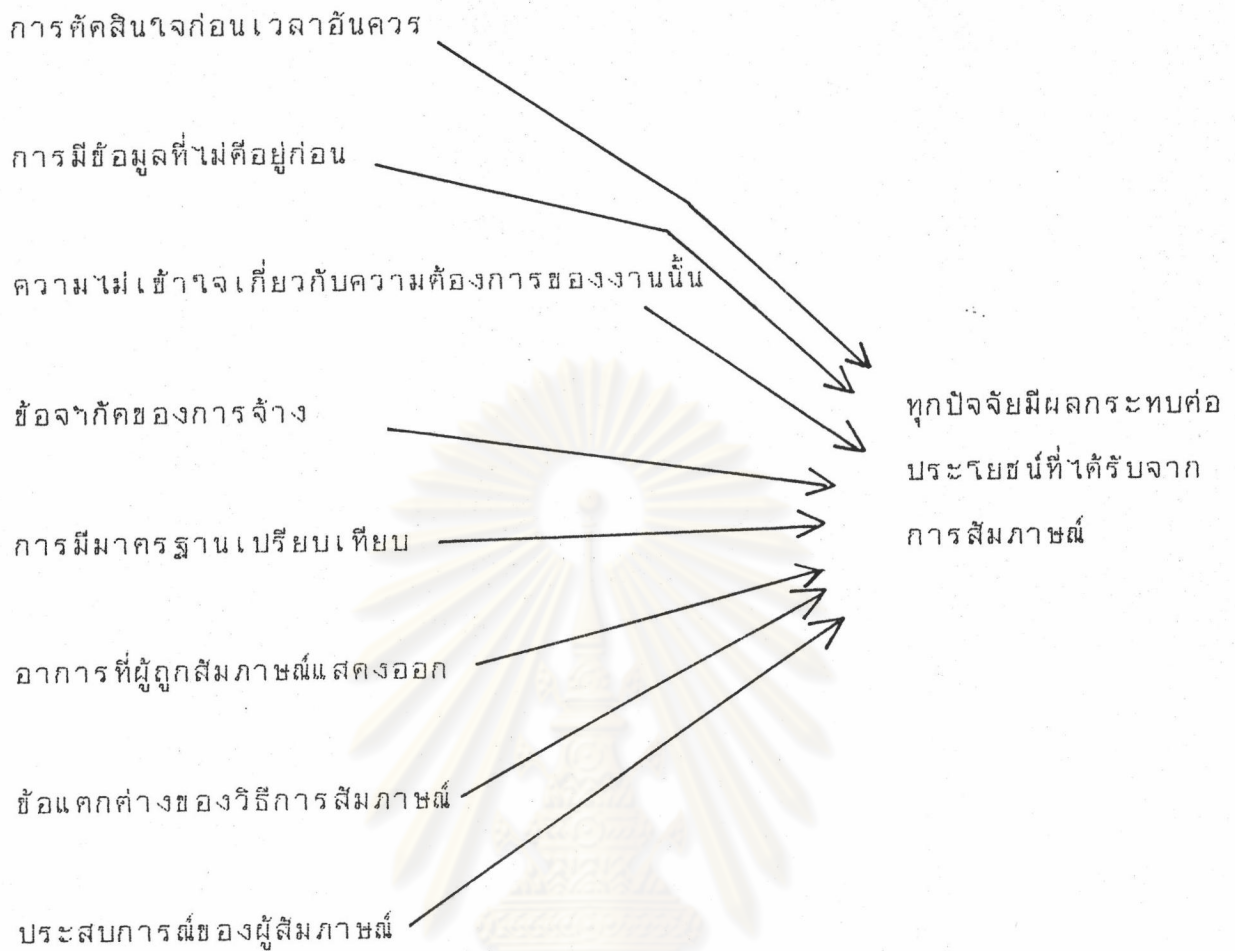 การตัดสินใจก่อนเวลาอันควร
การมีข้อมูลที่ไม่ดีอยู่ก่อน
ความไม่เข้าใจเกี่ยวกับความต้องการของงานนั้น
ข้อจำกัดของการจ้าง
ทุกปัจจัยมีผลกระทบต่อ
ประโยชน์ที่ได้รับจาก
การสัมภาษณ์
การมีมาตรฐานเปรียบเทียบ
อาการที่ผู้ถูกสัมภาษณ์แสดงออก
ข้อแตกต่างของวิธีการสัมภาษณ์
ประสบการณ์ของผู้สัมภาษณ์